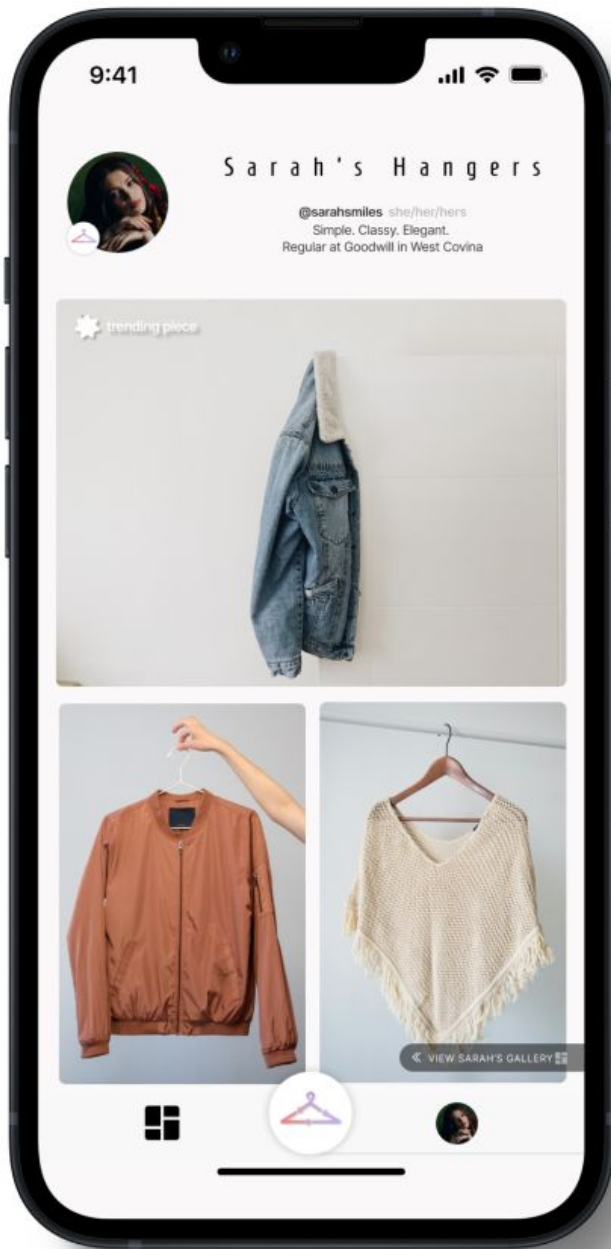 9:41
Sarah's Hangers
@sarahsmiles she/her/hers
Simple. Classy. Elegant.
Regular at Goodwill in West Covina
trending piece
VIEW SARAH'S GALLERY